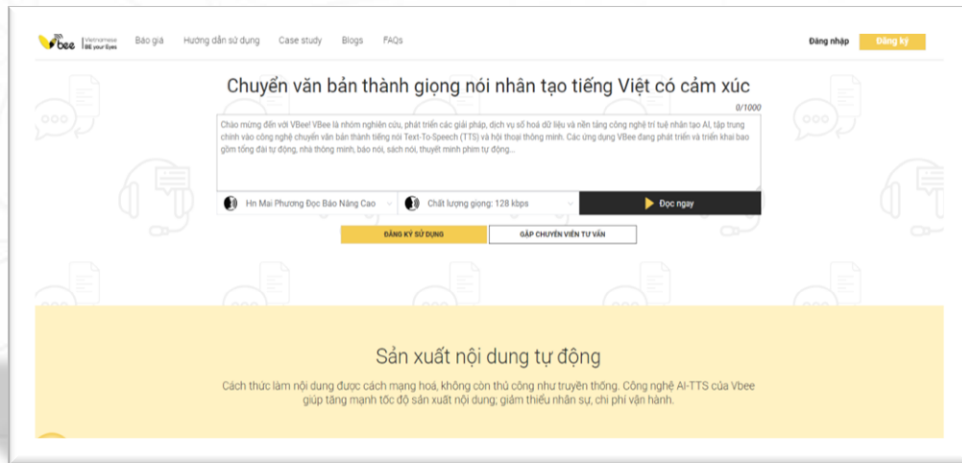 Vbee Vietnamese
BE your Eyes
Báo giá Hướng dẫn sử dụng Case study Blogs FAQs Đăng nhập Đăng ký
Chuyển văn bản thành giọng nói nhân tạo tiếng Việt có cảm xúc
0/1000
Chào mừng đến với VBee! VBee là nhóm nghiên cứu, phát triển các giải pháp, dịch vụ số hoá dữ liệu và nền tảng công nghệ trí tuệ nhân tạo AI, tập trung
chính vào công nghệ chuyển văn bản thành tiếng nói Text-To-Speech (TTS) và hội thoại thông minh. Các ứng dụng VBee đang phát triển và triển khai bao
gồm tổng đài tự động, nhà thông minh, báo nói, sách nói, thuyết minh phim tự động...
Hn Mai Phương Đọc Báo Nâng Cao Chất lượng giọng: 128 kbps Đọc ngay
ĐĂNG KÝ SỬ DỤNG GẶP CHUYÊN VIÊN TƯ VẤN
Sản xuất nội dung tự động
Cách thức làm nội dung được cách mạng hoá, không còn thủ công như truyền thống. Công nghệ AI-TTS của Vbee
giúp tăng mạnh tốc độ sản xuất nội dung; giảm thiểu nhân sự, chi phí vận hành.